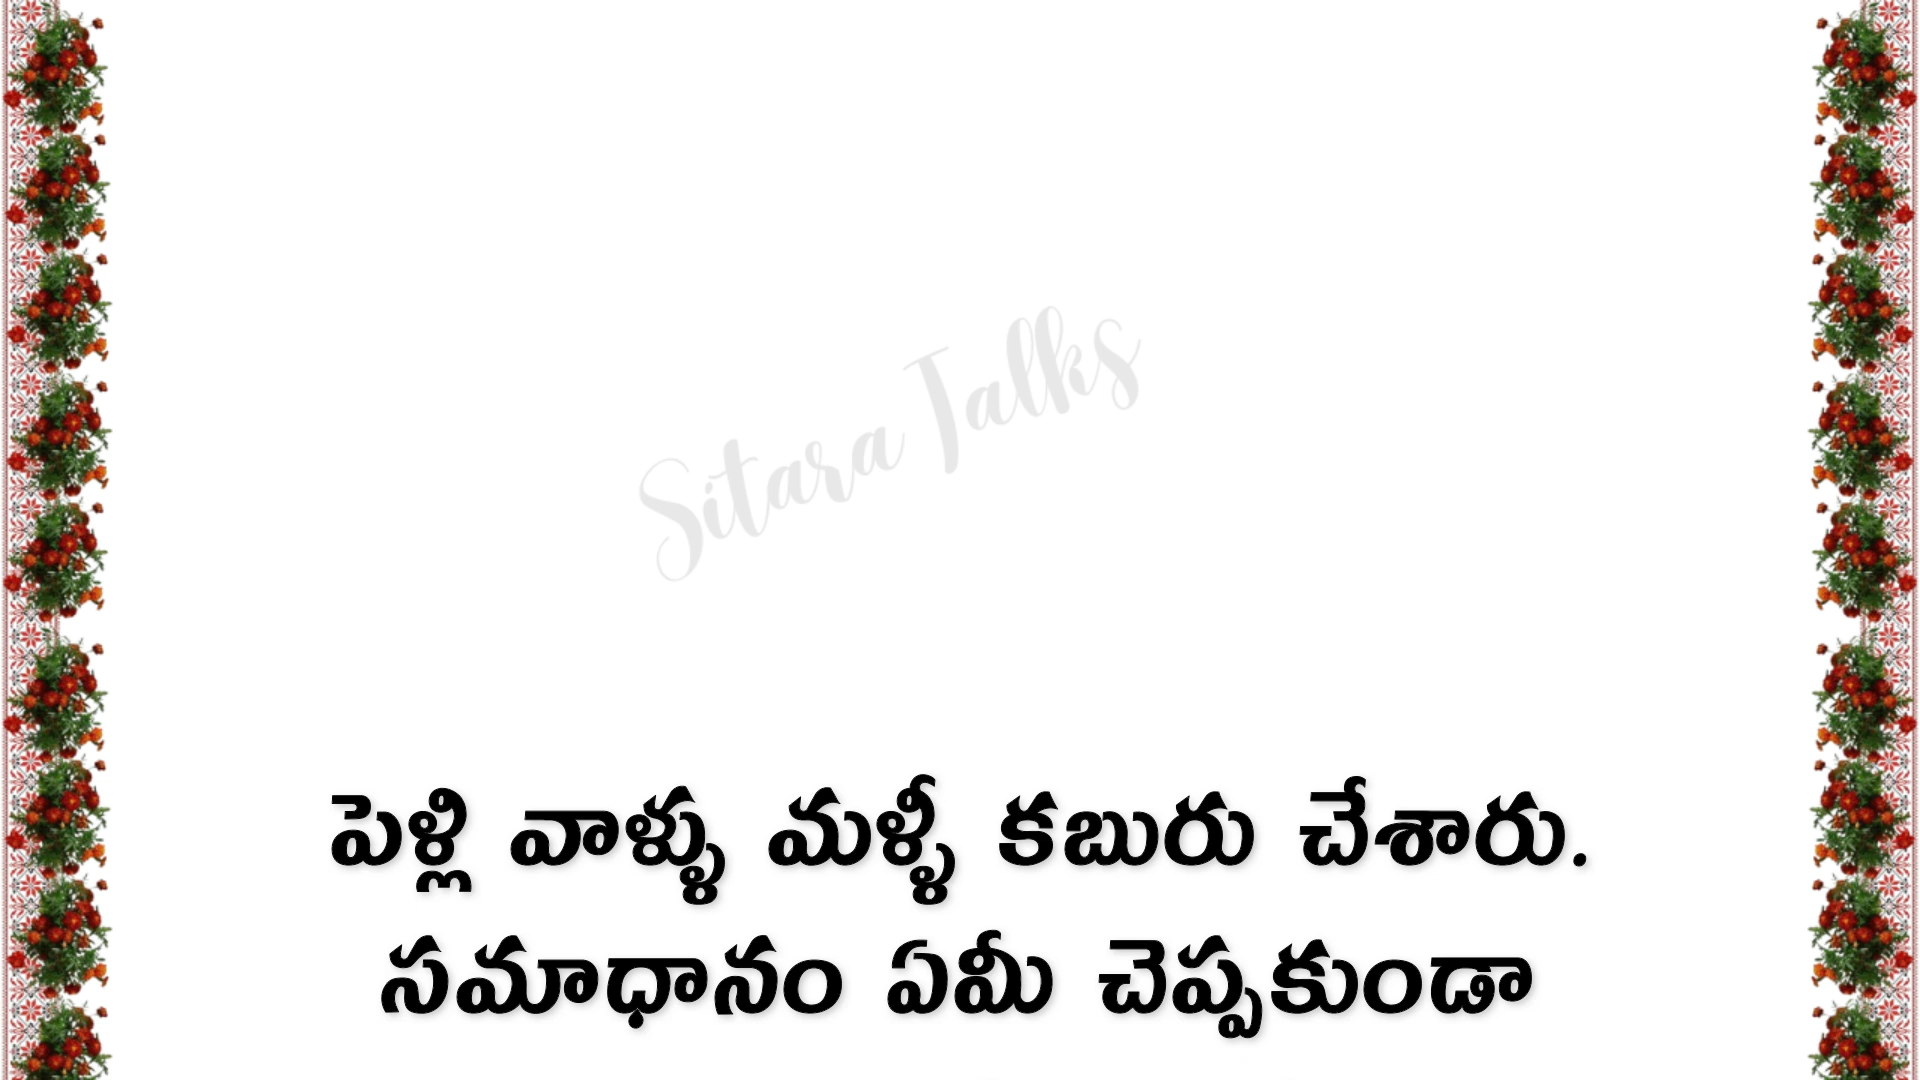 Sitara Talks
పెళ్లి వాళ్ళు మళ్ళీ కబురు చేశారు.
సమాధానం ఏమీ చెప్పకుండా